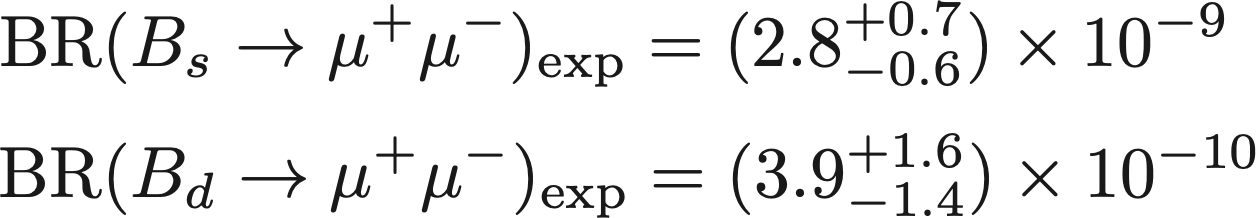 BR(B_s → μ⁺μ⁻)_exp = (2.8^{+0.7}_{−0.6}) × 10⁻⁹
BR(B_d → μ⁺μ⁻)_exp = (3.9^{+1.6}_{−1.4}) × 10⁻¹⁰